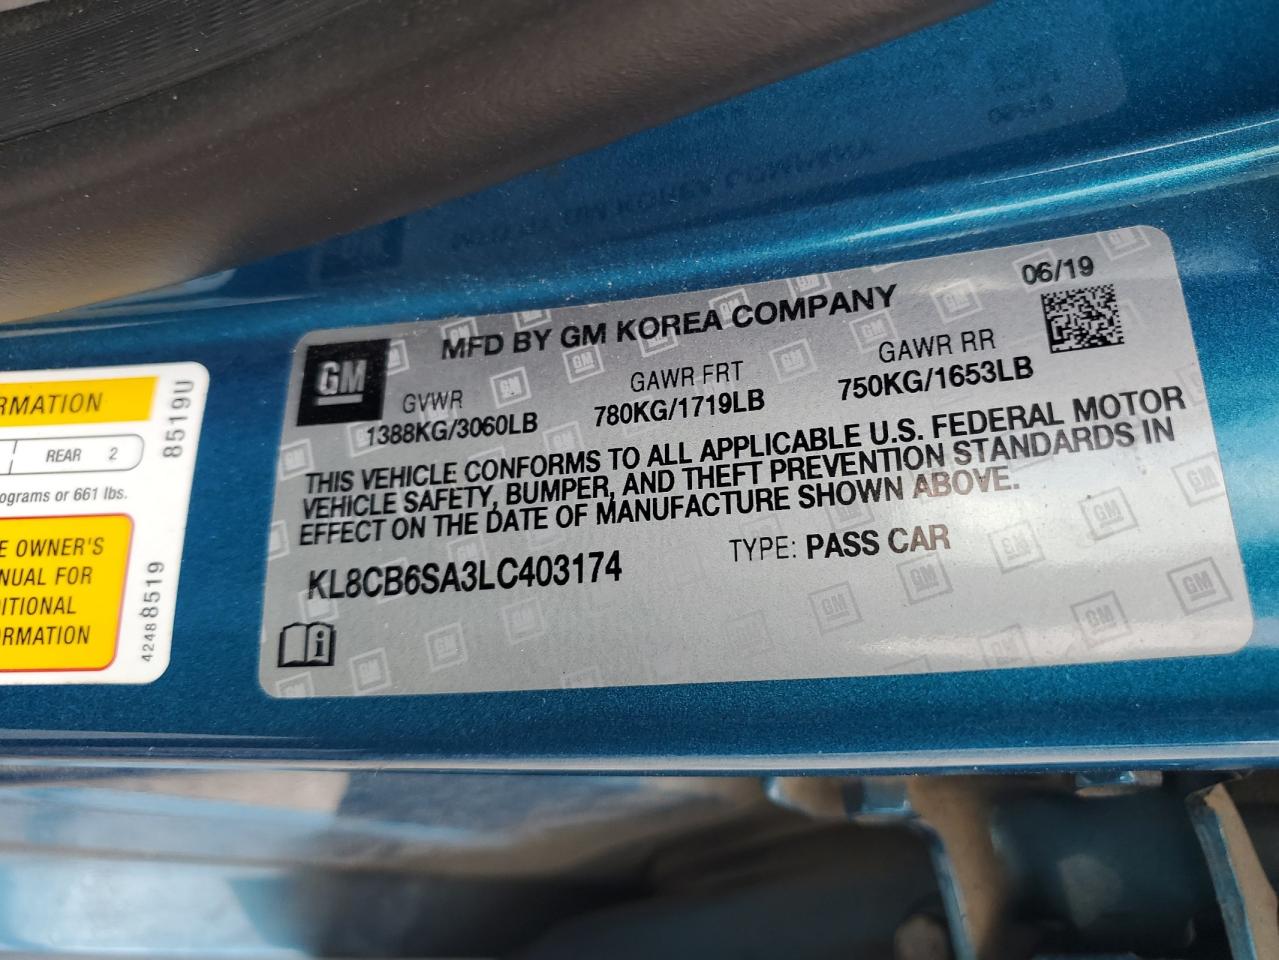 RMATION
REAR 2
ograms or 661 lbs.
E OWNER'S
NUAL FOR
DITIONAL
ORMATION
8519U
42488519
GM
MFD BY GM KOREA COMPANY
06/19
GVWR
1388KG/3060LB
GAWR FRT
780KG/1719LB
GAWR RR
750KG/1653LB
THIS VEHICLE CONFORMS TO ALL APPLICABLE U.S. FEDERAL MOTOR
VEHICLE SAFETY, BUMPER, AND THEFT PREVENTION STANDARDS IN
EFFECT ON THE DATE OF MANUFACTURE SHOWN ABOVE.
KL8CB6SA3LC403174
TYPE: PASS CAR